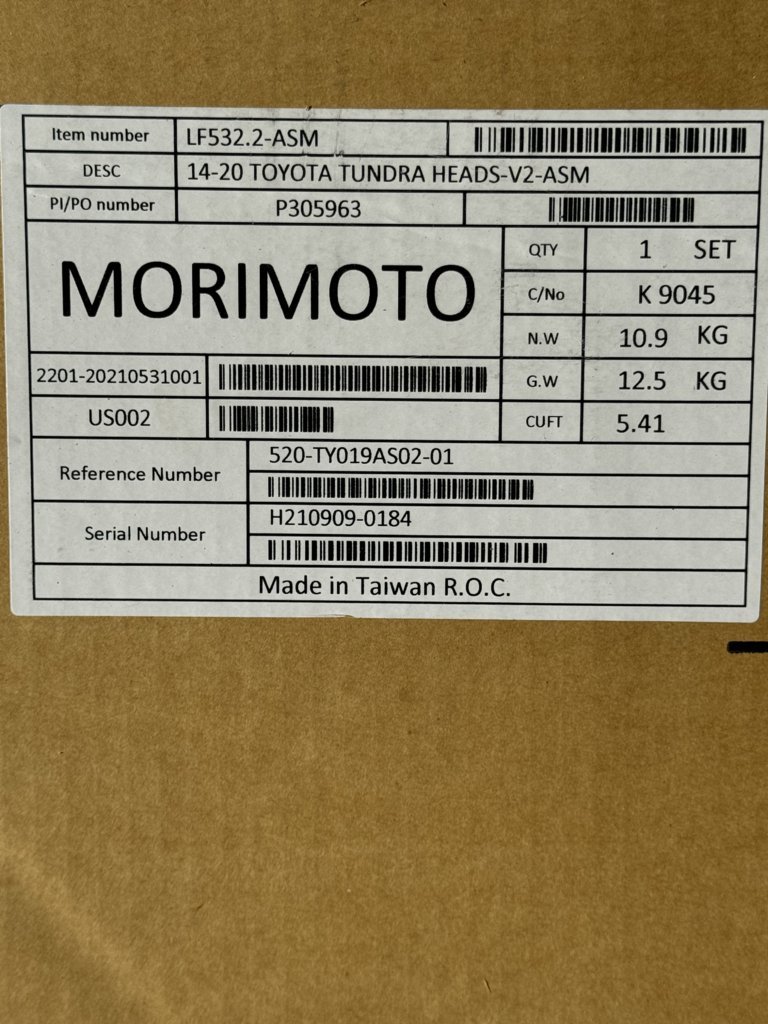 Item number LF532.2-ASM
DESC 14-20 TOYOTA TUNDRA HEADS-V2-ASM
PI/PO number P305963
MORIMOTO
QTY 1 SET
C/No K 9045
N.W 10.9 KG
G.W 12.5 KG
CUFT 5.41
2201-20210531001
US002
Reference Number 520-TY019AS02-01
Serial Number H210909-0184
Made in Taiwan R.O.C.